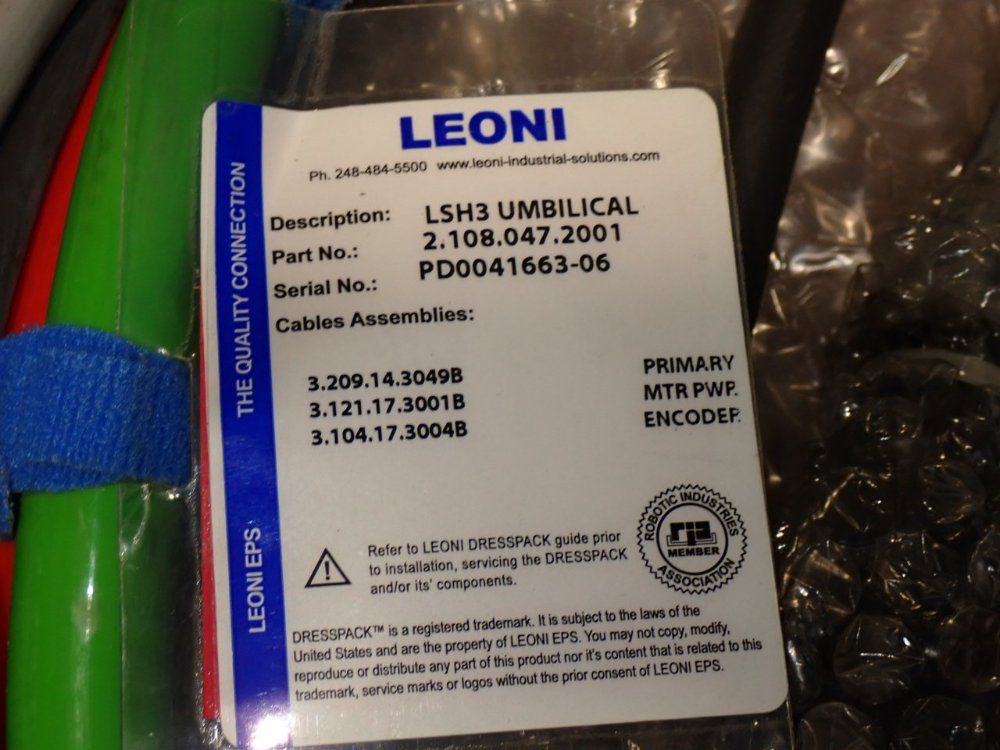 LEONI
Ph. 248-484-5500 www.leoni-industrial-solutions.com
THE QUALITY CONNECTION
LEONI EPS
Description: LSH3 UMBILICAL
Part No.: 2.108.047.2001
Serial No.: PD0041663-06
Cables Assemblies:
3.209.14.3049B PRIMARY
3.121.17.3001B MTR PWR.
3.104.17.3004B ENCODER
Refer to LEONI DRESSPACK guide prior
to installation, servicing the DRESSPACK
and/or its' components.
ROBOTIC INDUSTRIES
ria
MEMBER
ASSOCIATION
DRESSPACK™ is a registered trademark. It is subject to the laws of the
United States and are the property of LEONI EPS. You may not copy, modify,
reproduce or distribute any part of this product nor it's content that is related to this
trademark, service marks or logos without the prior consent of LEONI EPS.